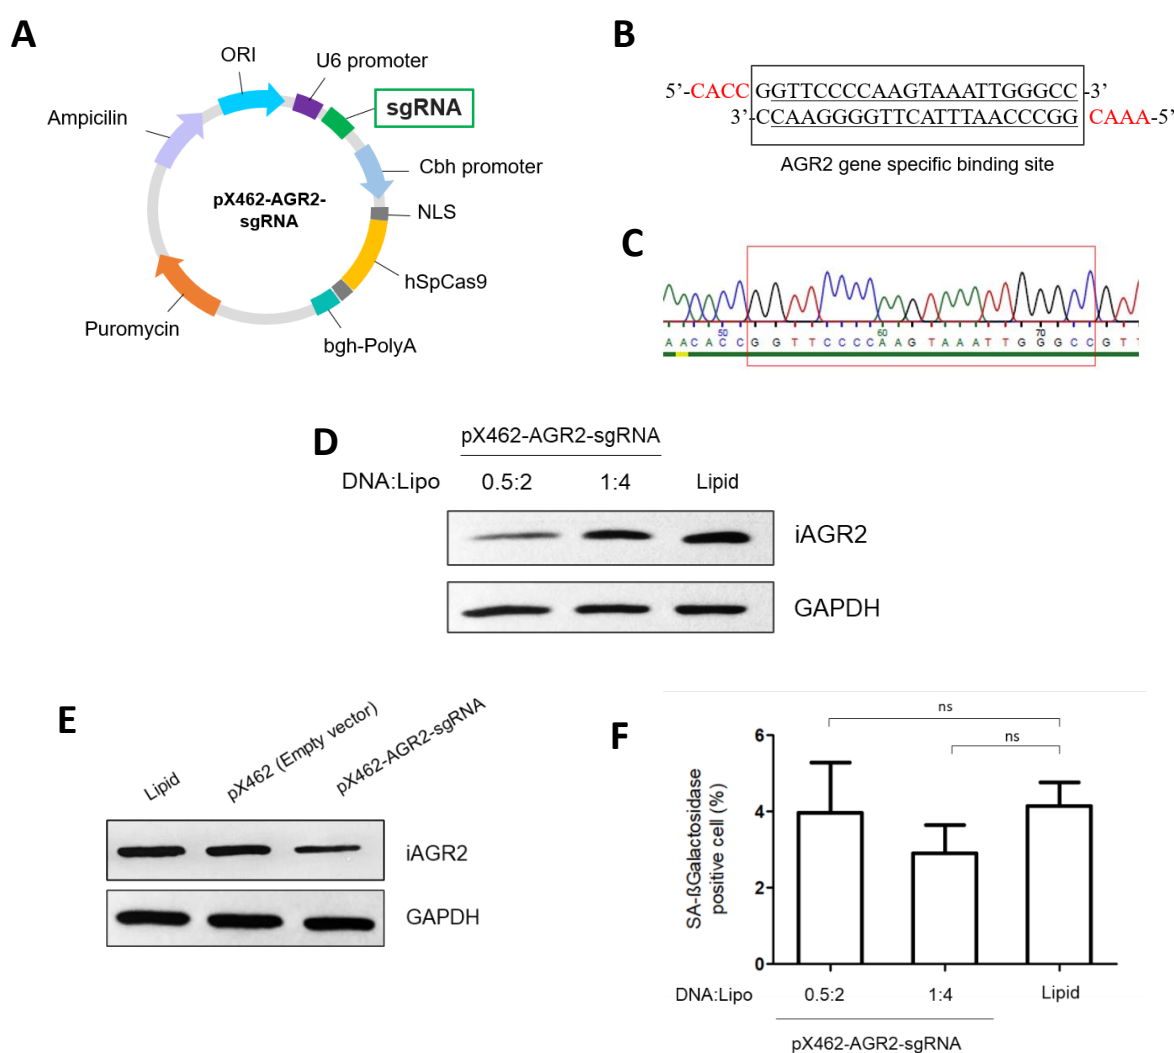 A
ORI
U6 promoter
sgRNA
Ampicilin
Cbh promoter
pX462-AGR2-
sgRNA
NLS
hSpCas9
Puromycin
bgh-PolyA
B
5'-CACC GGTTCCCCAAGTAAATTGGGCC -3'
3'-CCAAGGGGTTCATTTAACCCGG CAAA-5'
AGR2 gene specific binding site
C
50 60 70
A A C A C C G G T T C C C C A A G T A A A T T G G G C C G T T
D
pX462-AGR2-sgRNA
DNA:Lipo 0.5:2 1:4 Lipid
iAGR2
GAPDH
E
Lipid
pX462 (Empty vector)
pX462-AGR2-sgRNA
iAGR2
GAPDH
F
ns
ns
6
4
2
0
SA-ßGalactosidase
positive cell (%)
DNA:Lipo 0.5:2 1:4 Lipid
pX462-AGR2-sgRNA